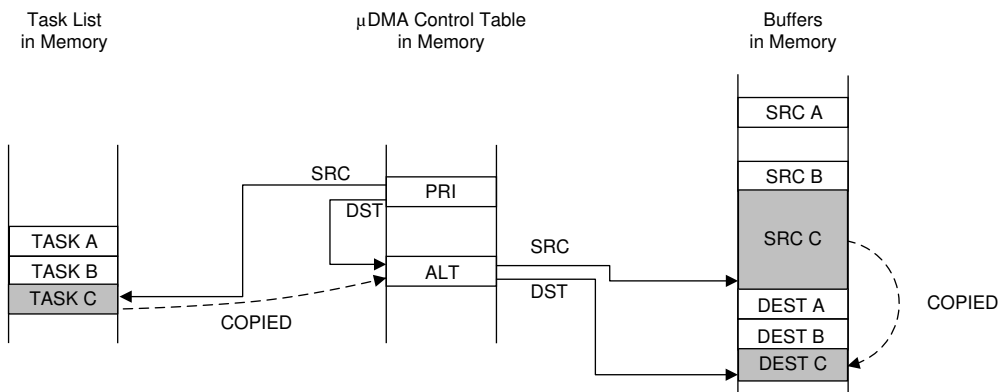 Task List
in Memory
µDMA Control Table
in Memory
Buffers
in Memory
SRC A
SRC B
SRC C
DEST A
DEST B
DEST C
SRC
PRI
DST
TASK A
TASK B
TASK C
ALT
SRC
DST
COPIED
COPIED